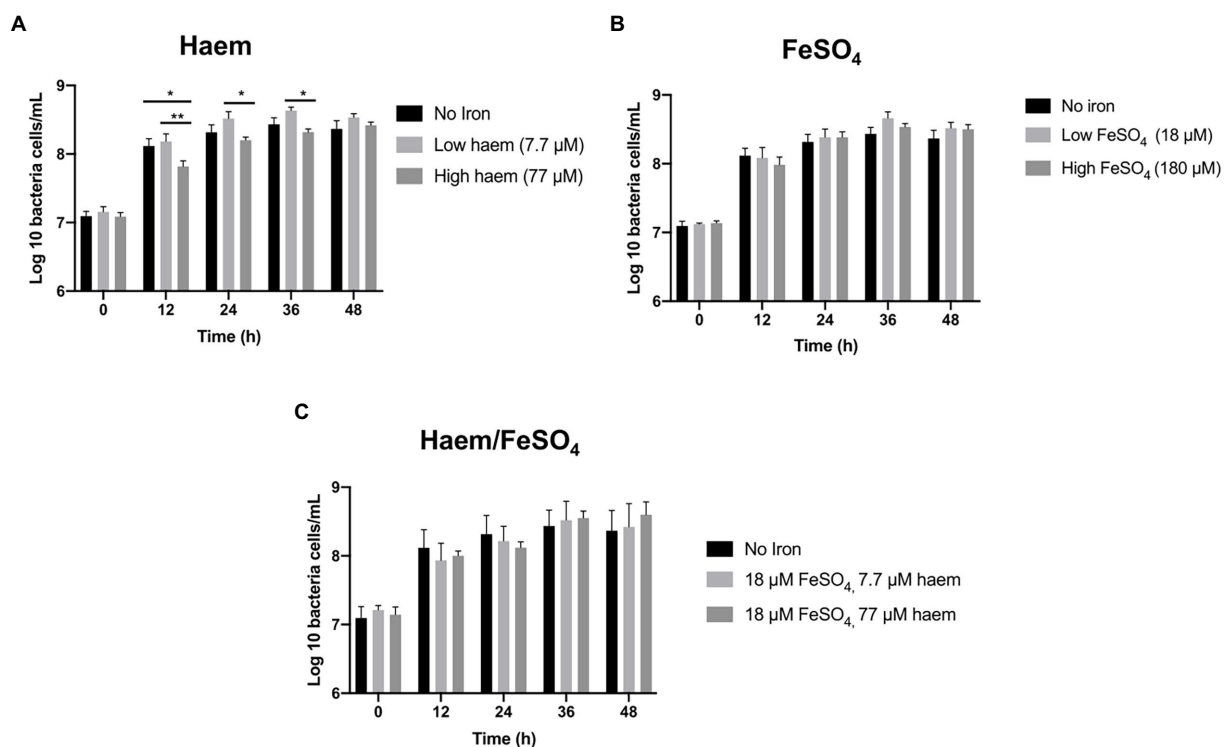 A
Haem
Log 10 bacteria cells/mL
9
8
7
6
*
**
*
*
0 12 24 36 48
Time (h)
No Iron
Low haem (7.7 µM)
High haem (77 µM)
B
FeSO4
Log 10 bacteria cells/mL
9
8
7
6
0 12 24 36 48
Time (h)
No iron
Low FeSO4 (18 µM)
High FeSO4 (180 µM)
C
Haem/FeSO4
Log 10 bacteria cells/mL
9
8
7
6
0 12 24 36 48
Time (h)
No Iron
18 µM FeSO4, 7.7 µM haem
18 µM FeSO4, 77 µM haem